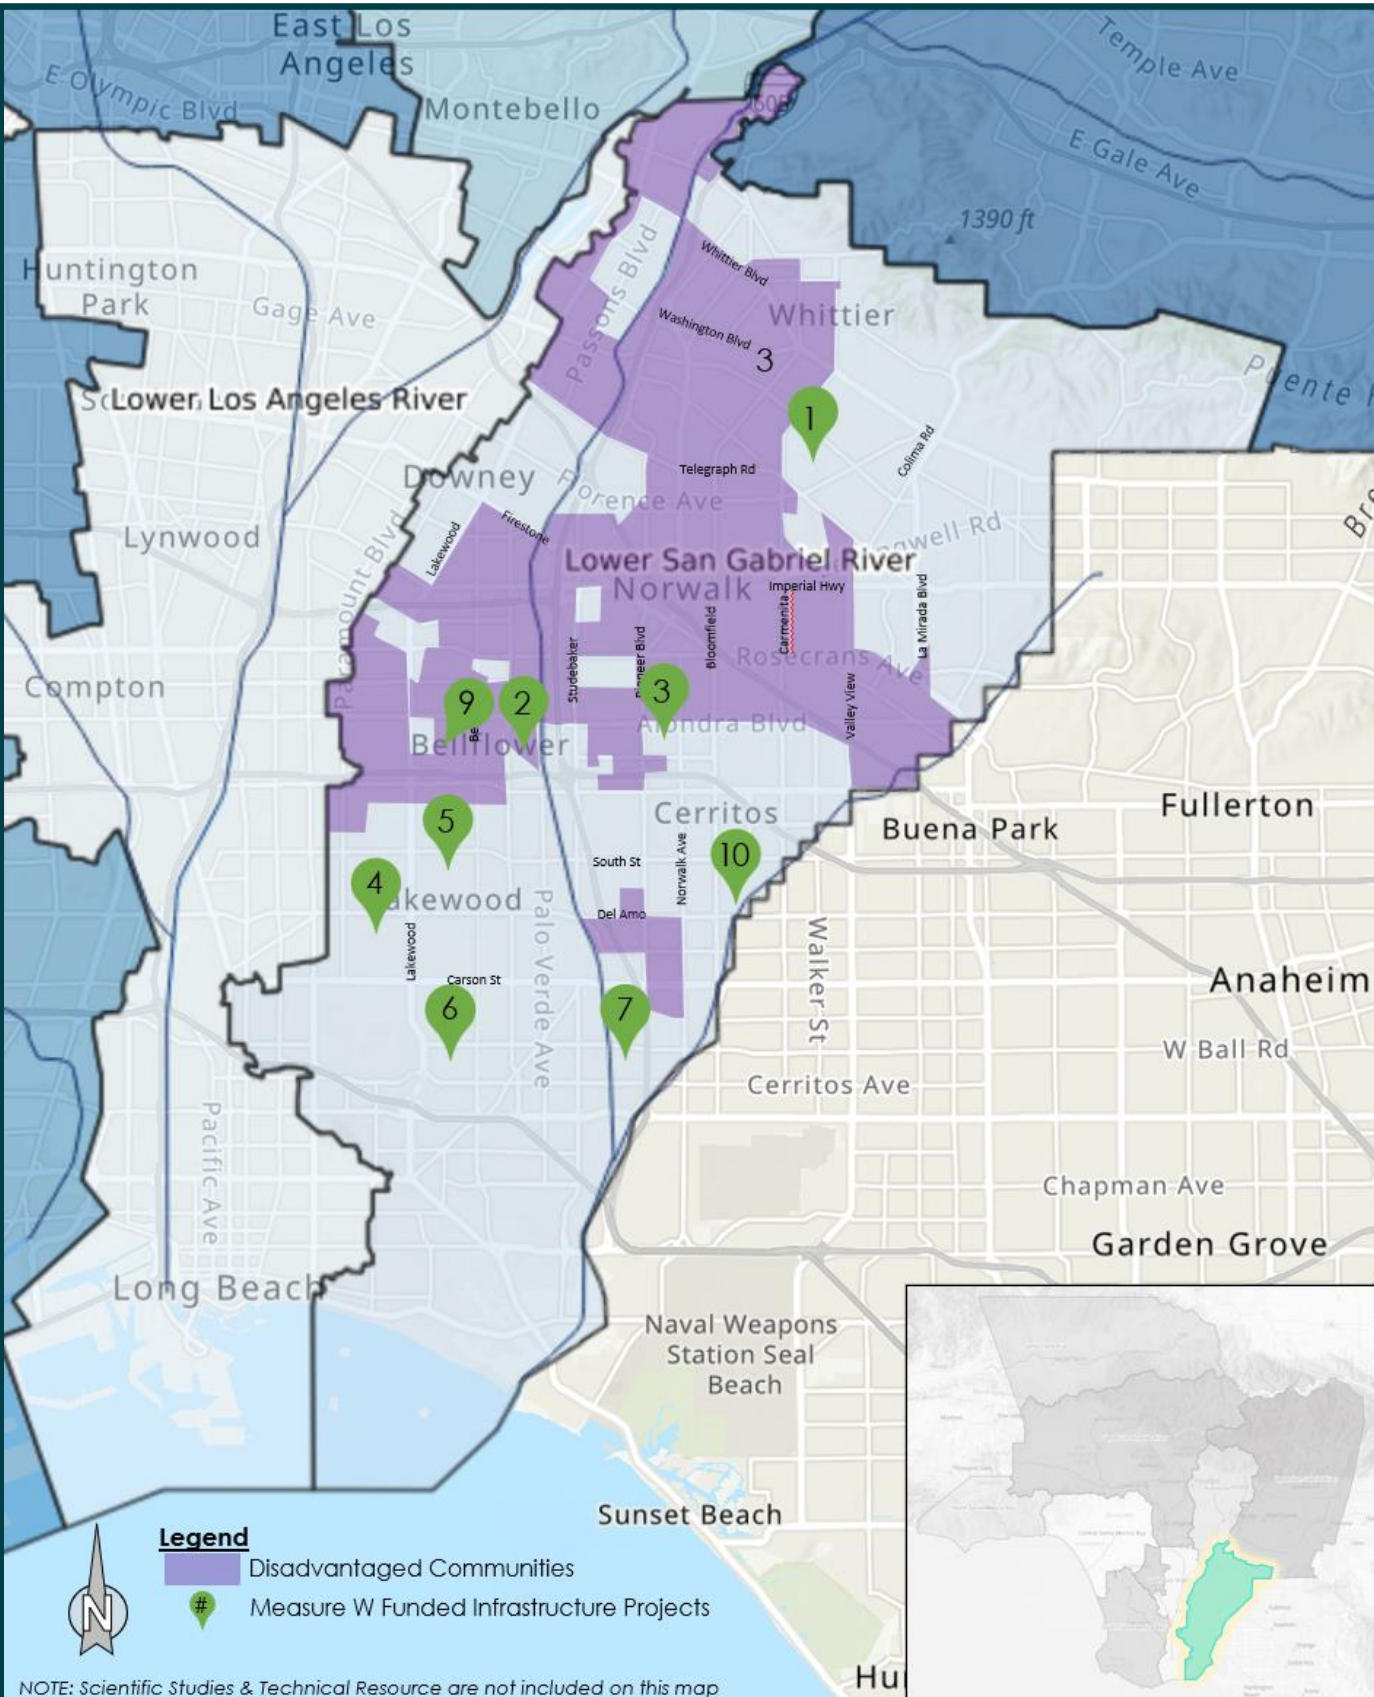 East Los
Angeles
E Olympic Blvd
Montebello
Temple Ave
605
E Gale Ave
1390 ft
Huntington
Park
Gage Ave
Passons Blvd
Whittier Blvd
Whittier
Washington Blvd
3
Puente
Lower Los Angeles River
1
Colima Rd
Telegraph Rd
Downey
Florence Ave
Firestone
Lakewood
Lynwood
Paramount Blvd
Lower San Gabriel River
Norwalk
Imperial Hwy
Carmenita
Bloomfield
La Mirada Blvd
Studebaker
Pioneer Blvd
Rosecrans Ave
Compton
9
2
3
Be
Bellflower
Alondra Blvd
Valley View
5
Cerritos
Buena Park
Fullerton
4
South St
Norwalk Ave
10
akewood
Del Amo
Palo Verde Ave
Lakewood
Carson St
Walker St
Anaheim
6
7
W Ball Rd
Cerritos Ave
Pacific Ave
Chapman Ave
Garden Grove
Long Beach
Naval Weapons
Station Seal
Beach
Sunset Beach
Legend
Disadvantaged Communities
# Measure W Funded Infrastructure Projects
N
NOTE: Scientific Studies & Technical Resource are not included on this map